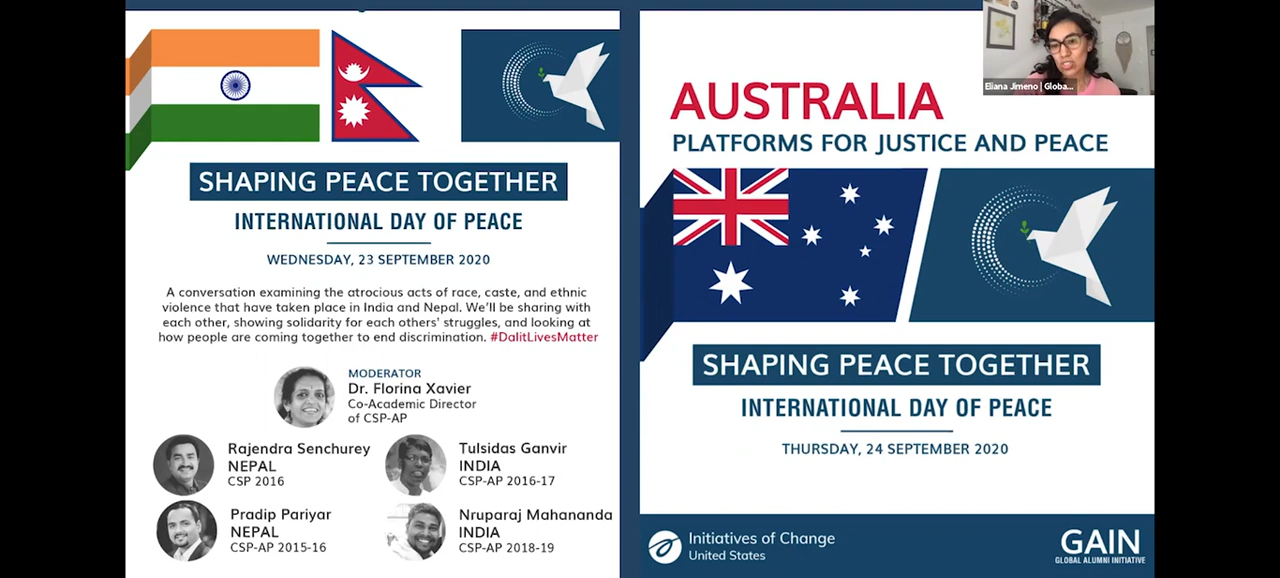 SHAPING PEACE TOGETHER
INTERNATIONAL DAY OF PEACE
WEDNESDAY, 23 SEPTEMBER 2020
A conversation examining the atrocious acts of race, caste, and ethnic
violence that have taken place in India and Nepal. We'll be sharing with
each other, showing solidarity for each others' struggles, and looking at
how people are coming together to end discrimination. #DalitLivesMatter
MODERATOR
Dr. Florina Xavier
Co-Academic Director
of CSP-AP
Rajendra Senchurey
NEPAL
CSP 2016
Tulsidas Ganvir
INDIA
CSP-AP 2016-17
Pradip Pariyar
NEPAL
CSP-AP 2015-16
Nruparaj Mahananda
INDIA
CSP-AP 2018-19
AUSTRALIA
PLATFORMS FOR JUSTICE AND PEACE
SHAPING PEACE TOGETHER
INTERNATIONAL DAY OF PEACE
THURSDAY, 24 SEPTEMBER 2020
Initiatives of Change
United States
GAIN
GLOBAL ALUMNI INITIATIVE
Eliana Jimeno | Globa...